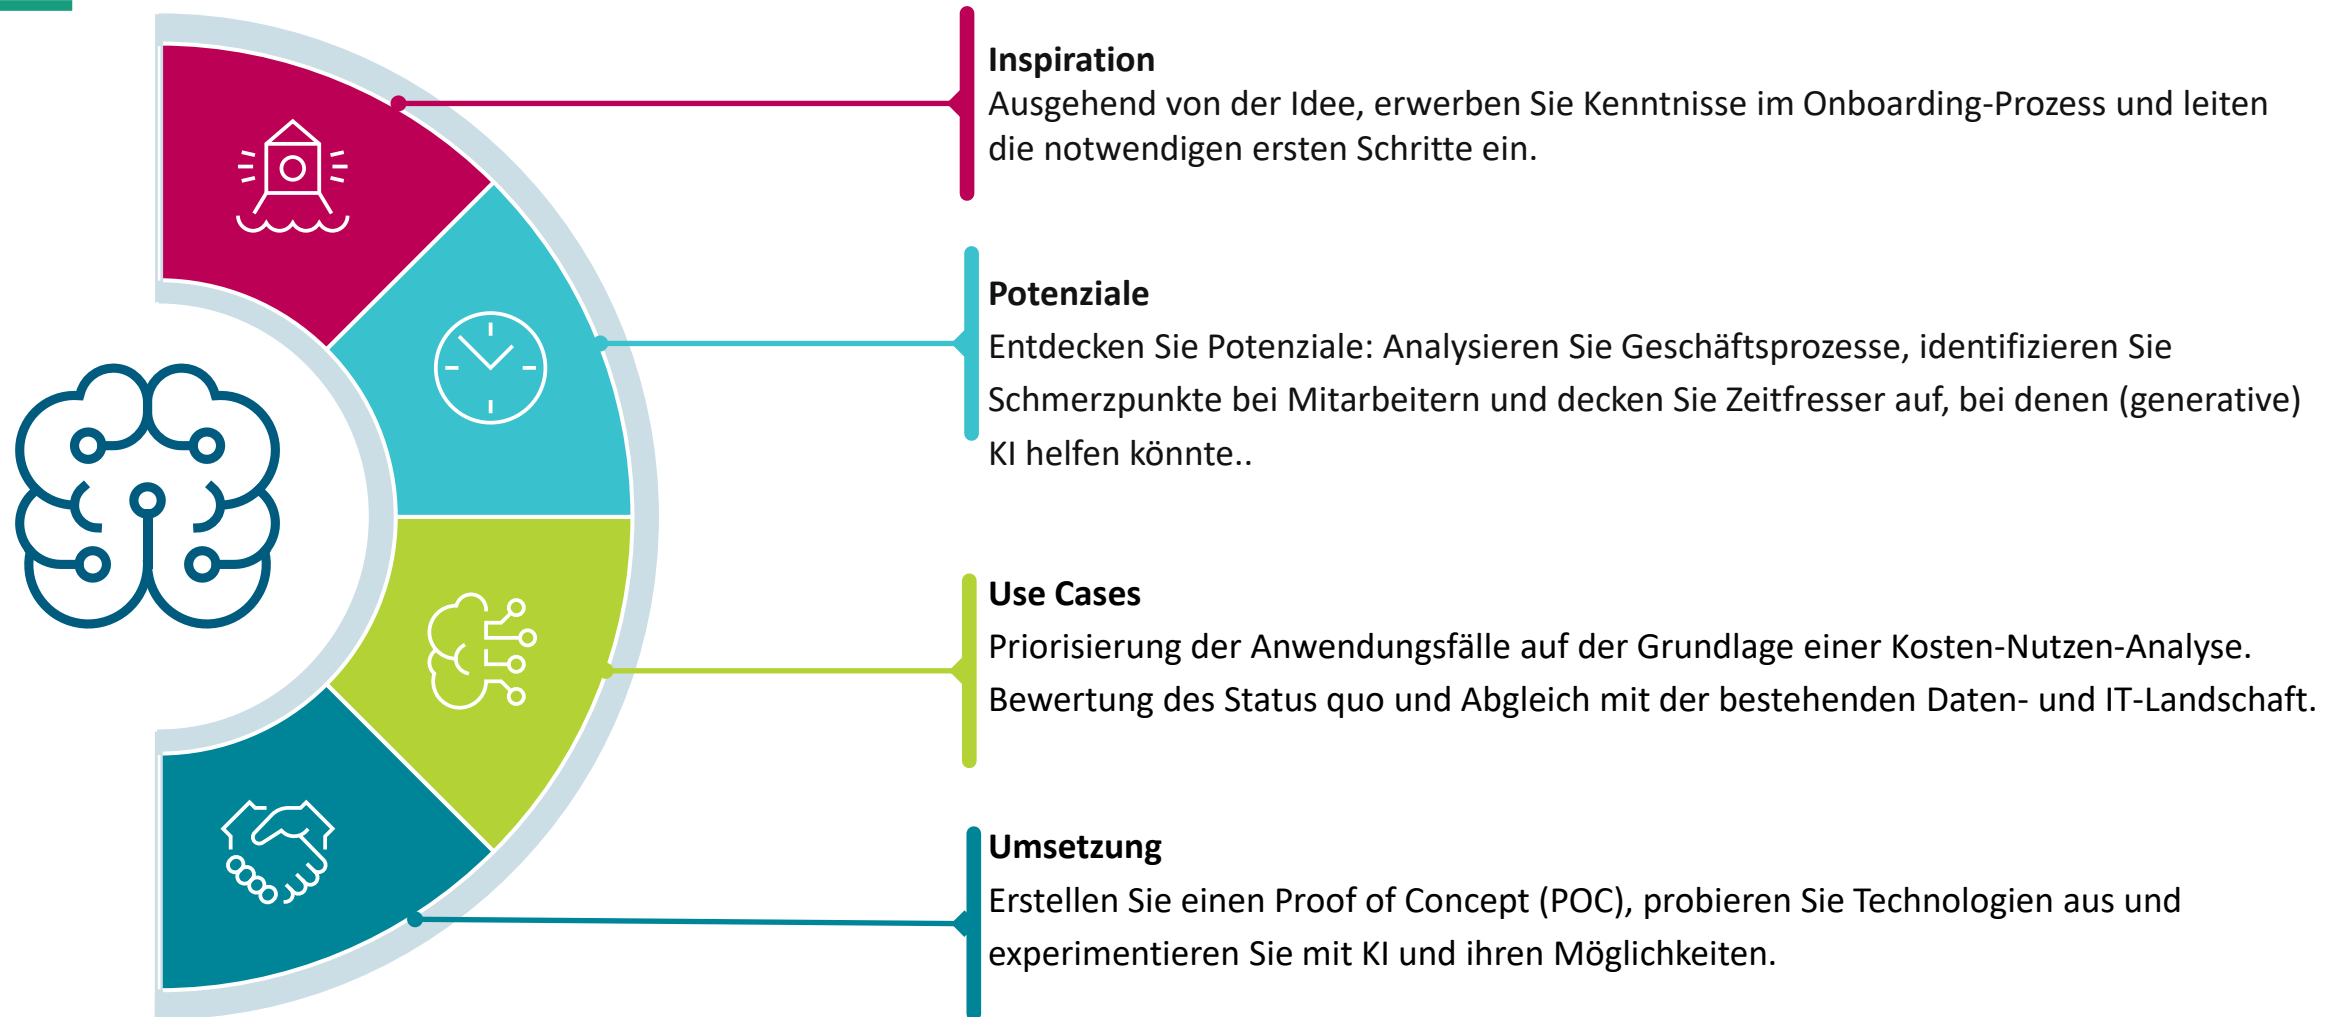 Inspiration
Ausgehend von der Idee, erwerben Sie Kenntnisse im Onboarding-Prozess und leiten
die notwendigen ersten Schritte ein.
Potenziale
Entdecken Sie Potenziale: Analysieren Sie Geschäftsprozesse, identifizieren Sie
Schmerzpunkte bei Mitarbeitern und decken Sie Zeitfresser auf, bei denen (generative)
KI helfen könnte..
Use Cases
Priorisierung der Anwendungsfälle auf der Grundlage einer Kosten-Nutzen-Analyse.
Bewertung des Status quo und Abgleich mit der bestehenden Daten- und IT-Landschaft.
Umsetzung
Erstellen Sie einen Proof of Concept (POC), probieren Sie Technologien aus und
experimentieren Sie mit KI und ihren Möglichkeiten.